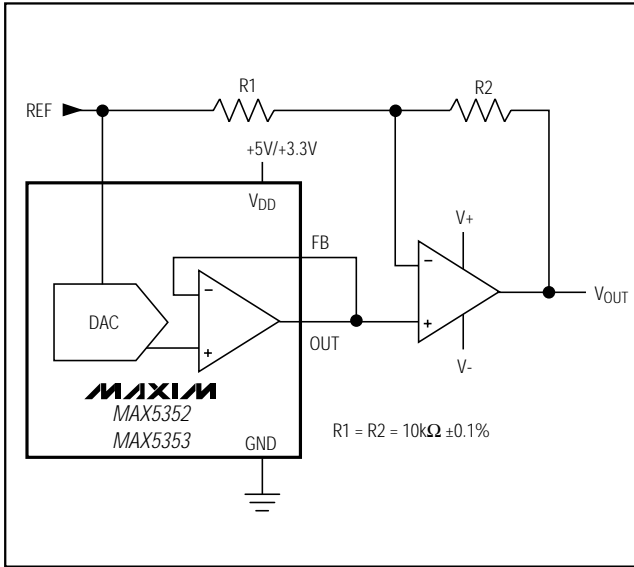 R1
R2
REF
+5V/+3.3V
VDD
FB
V+
−
−
DAC
VOUT
+
+
OUT
V-
MAXIM
MAX5352
MAX5353
R1 = R2 = 10kΩ ±0.1%
GND